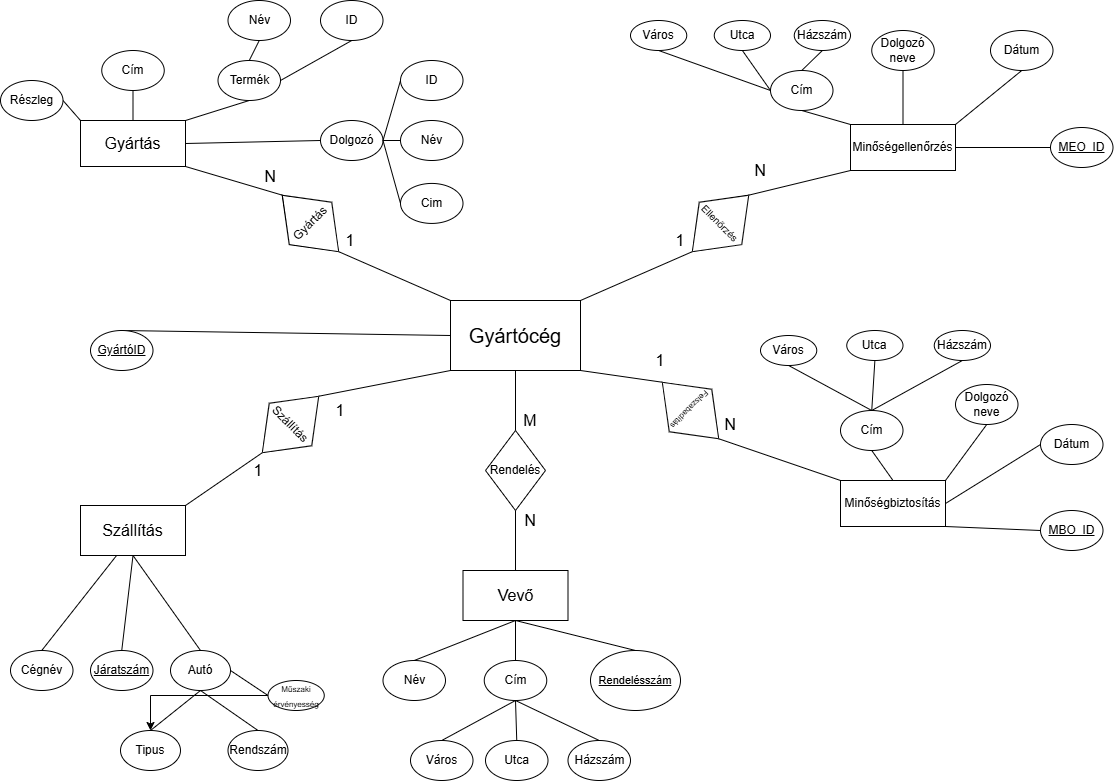 Név
ID
Város
Utca
Házszám
Dolgozó
neve
Dátum
Cím
Termék
ID
Cím
Részleg
Gyártás
Dolgozó
Név
Minőségellenőrzés
MEO_ID
N
N
Cim
Gyártás
Ellenőrzés
1
1
Gyártócég
GyártóID
Város
Utca
Házszám
1
Felszabadítás
N
Dolgozó
neve
Cím
Dátum
1
Szállítás
1
M
Rendelés
N
Minőségbiztosítás
MBO_ID
Szállítás
Vevő
Cégnév
Járatszám
Autó
Műszaki
érvényesség
Név
Cím
Rendelésszám
Tipus
Rendszám
Város
Utca
Házszám